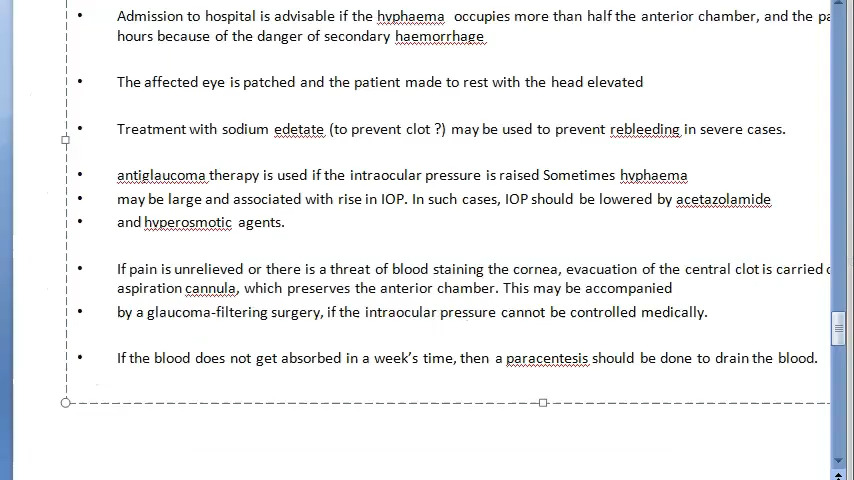 • Admission to hospital is advisable if the hyphaema occupies more than half the anterior chamber, and the pa
hours because of the danger of secondary haemorrhage
• The affected eye is patched and the patient made to rest with the head elevated
• Treatment with sodium edetate (to prevent clot ?) may be used to prevent rebleeding in severe cases.
• antiglaucoma therapy is used if the intraocular pressure is raised Sometimes hyphaema
• may be large and associated with rise in IOP. In such cases, IOP should be lowered by acetazolamide
• and hyperosmotic agents.
• If pain is unrelieved or there is a threat of blood staining the cornea, evacuation of the central clot is carried
aspiration cannula, which preserves the anterior chamber. This may be accompanied
• by a glaucoma-filtering surgery, if the intraocular pressure cannot be controlled medically.
• If the blood does not get absorbed in a week's time, then a paracentesis should be done to drain the blood.